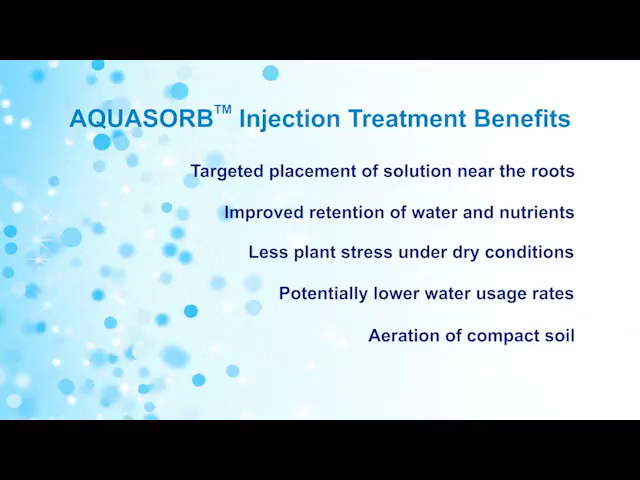 AQUASORB™ Injection Treatment Benefits
Targeted placement of solution near the roots
Improved retention of water and nutrients
Less plant stress under dry conditions
Potentially lower water usage rates
Aeration of compact soil